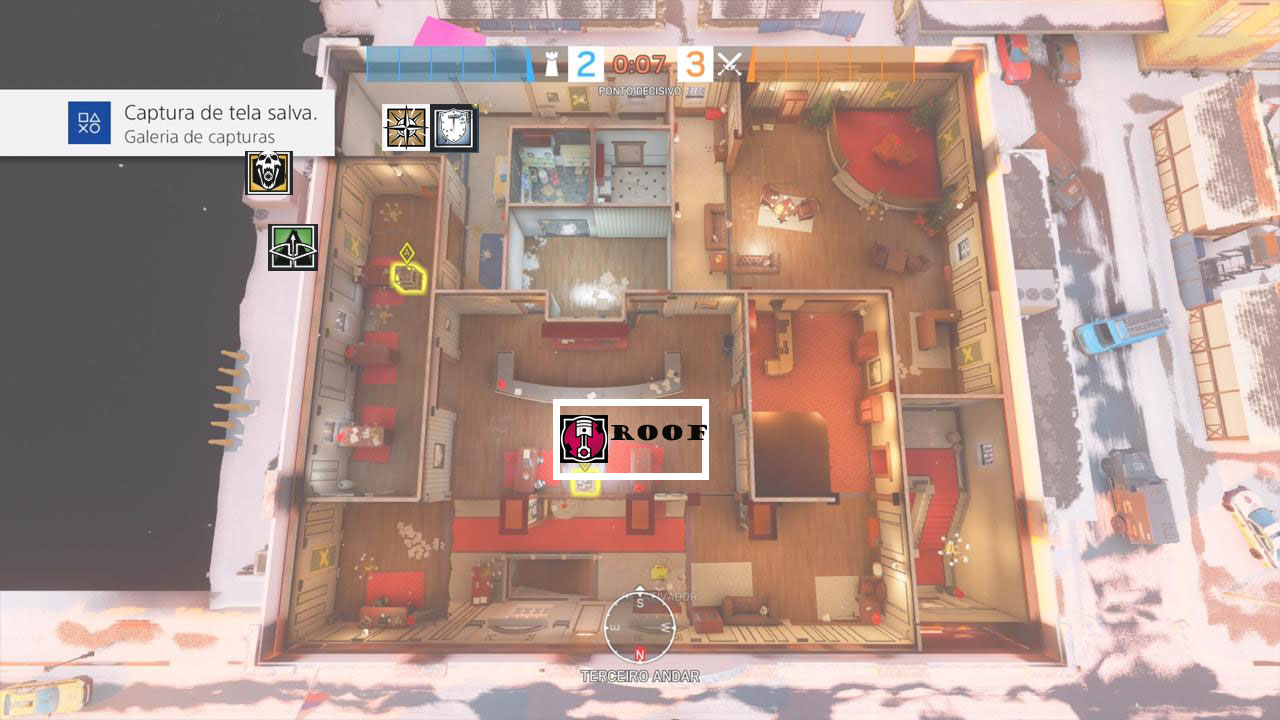 2 0:07 3
PONTO DECISIVO
Captura de tela salva.
Galeria de capturas
ROOF
S
E W
N
TERCEIRO ANDAR